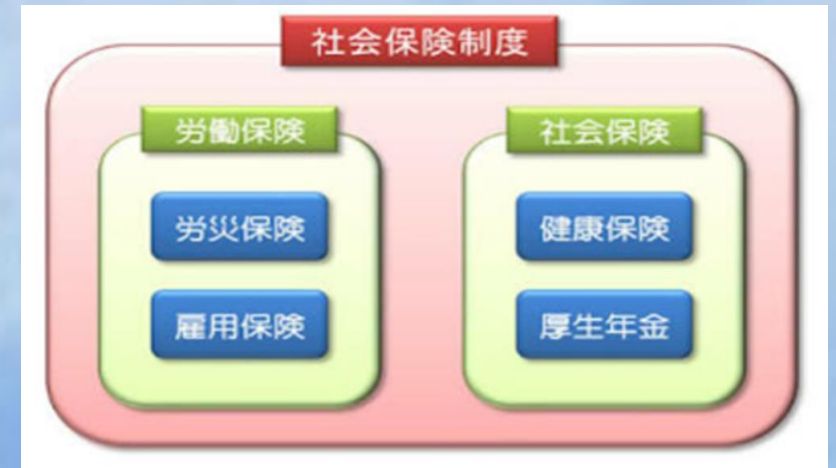 社会保険制度
労働保険
労災保険
雇用保険
社会保険
健康保険
厚生年金